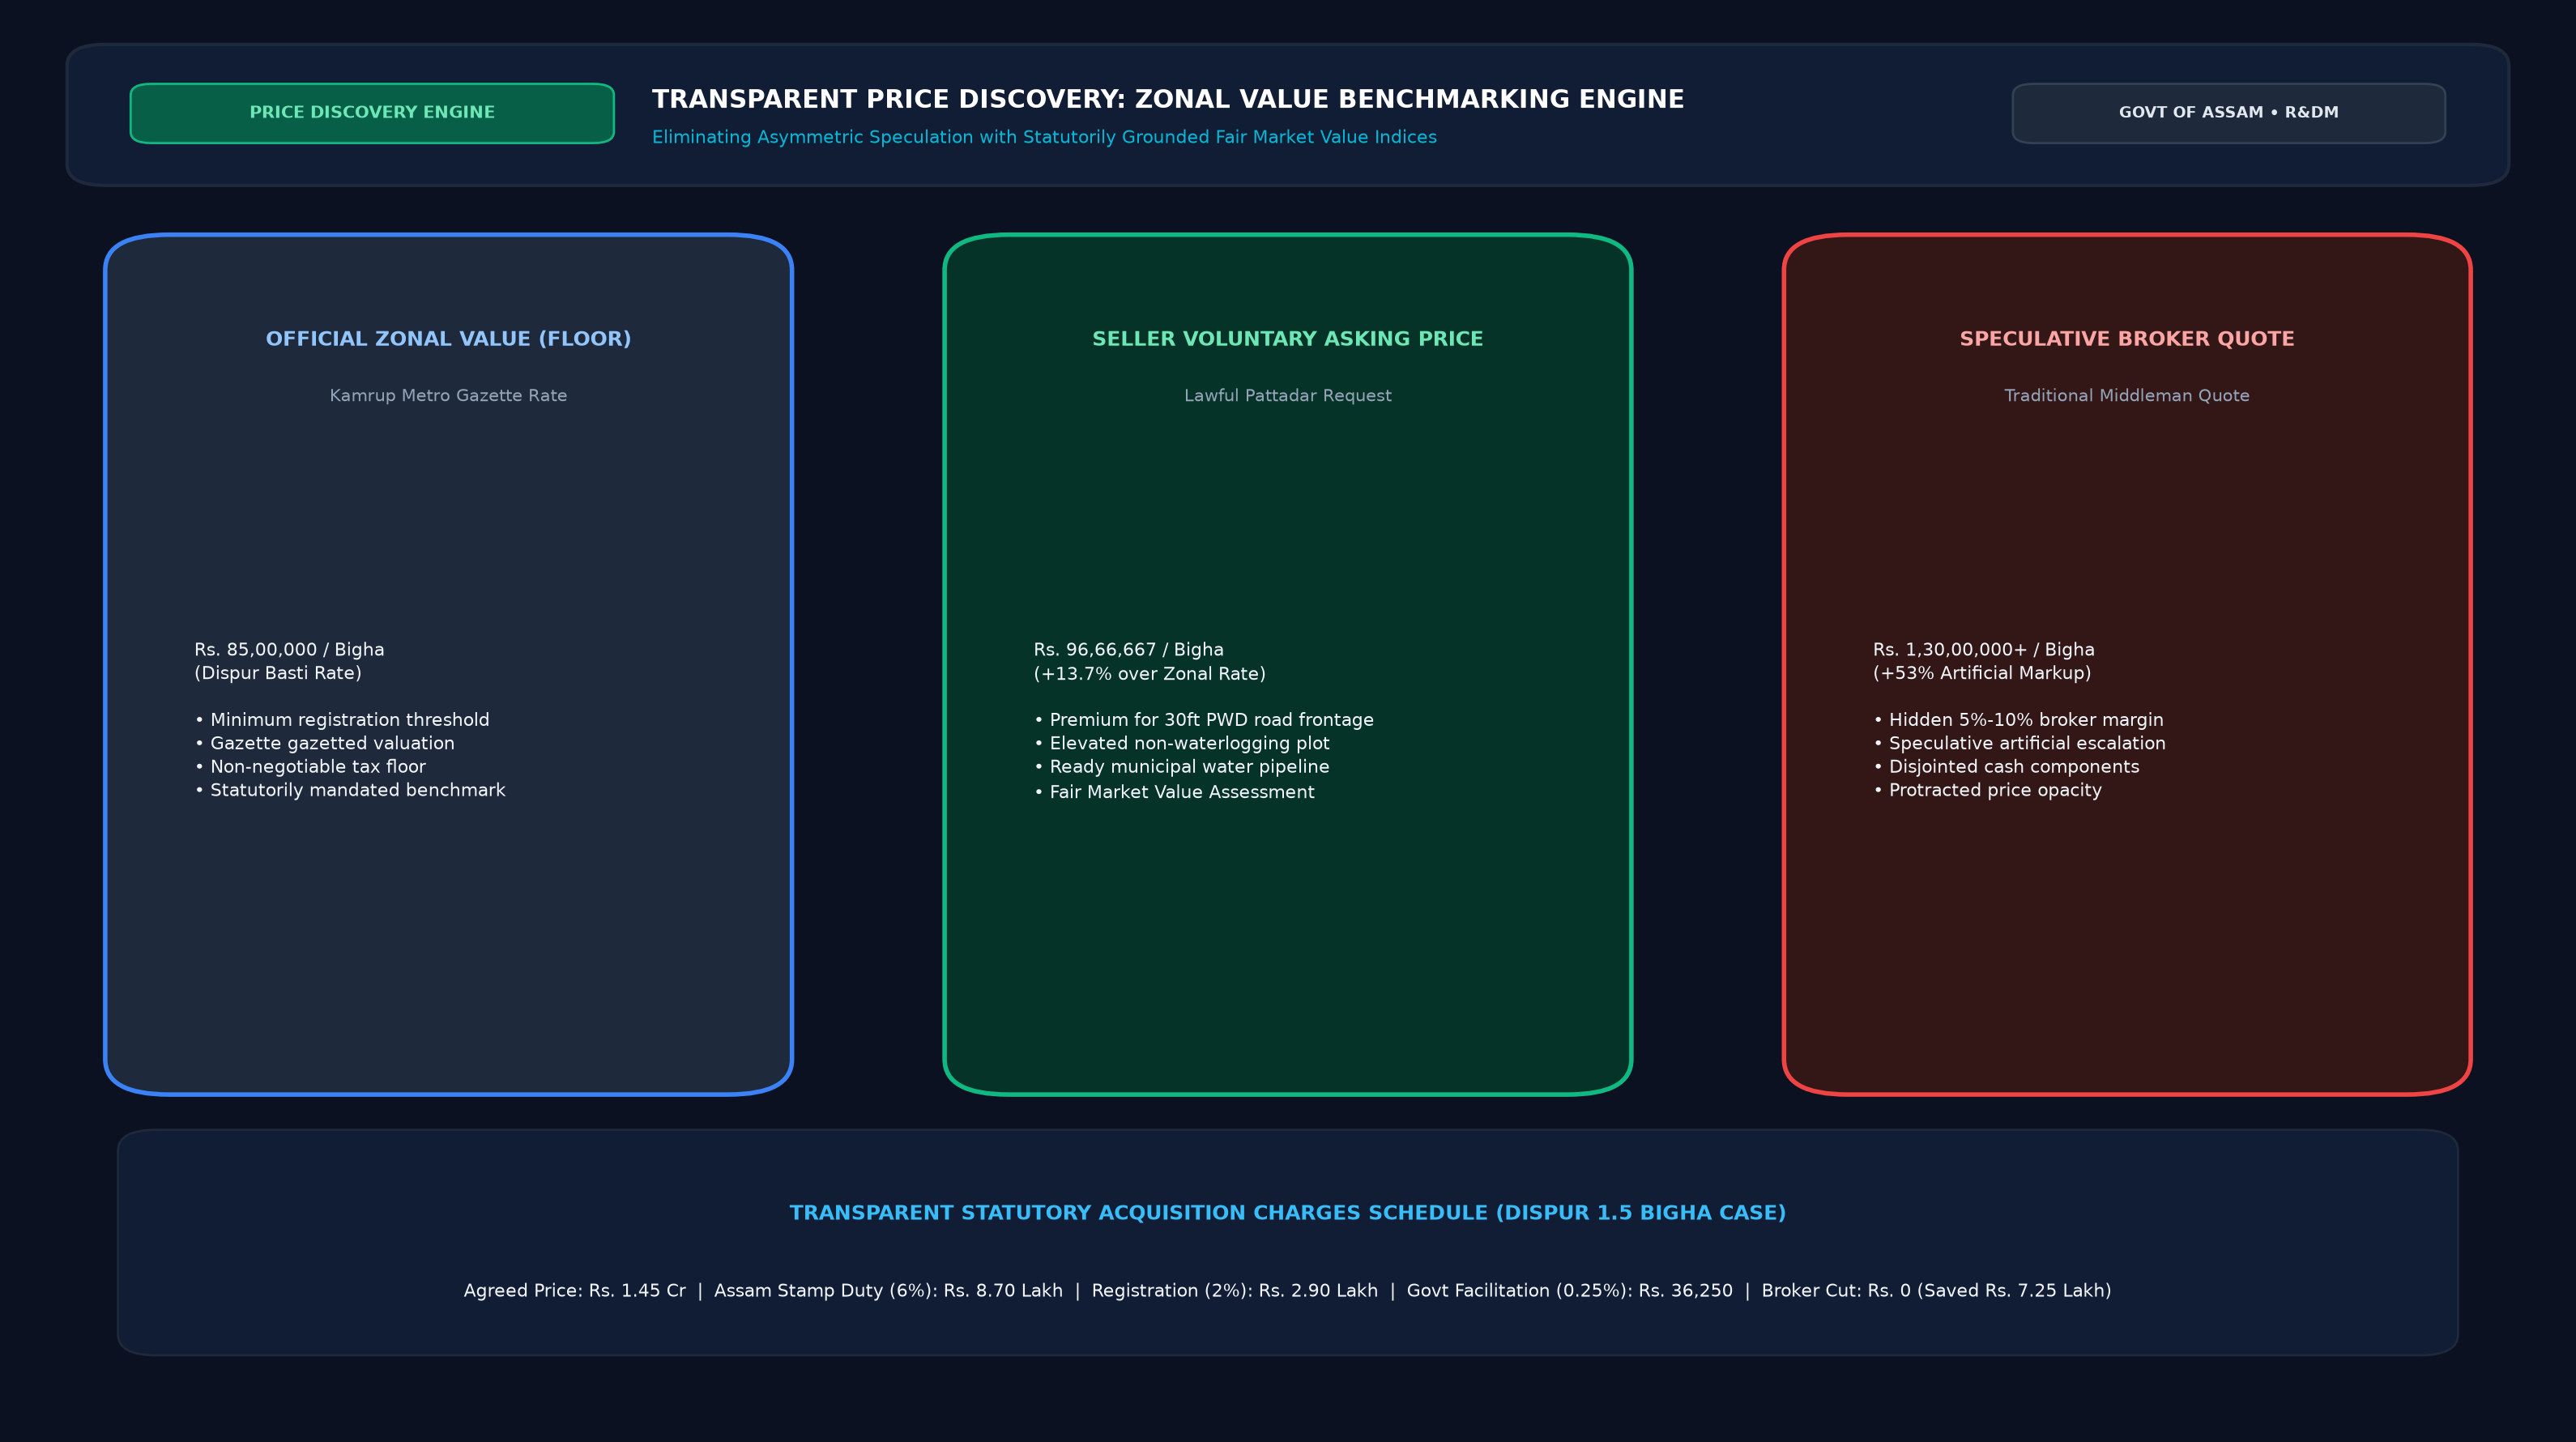 PRICE DISCOVERY ENGINE
TRANSPARENT PRICE DISCOVERY: ZONAL VALUE BENCHMARKING ENGINE
Eliminating Asymmetric Speculation with Statutorily Grounded Fair Market Value Indices
GOVT OF ASSAM • R&DM
OFFICIAL ZONAL VALUE (FLOOR)
Kamrup Metro Gazette Rate
Rs. 85,00,000 / Bigha
(Dispur Basti Rate)
• Minimum registration threshold
• Gazette gazetted valuation
• Non-negotiable tax floor
• Statutorily mandated benchmark
SELLER VOLUNTARY ASKING PRICE
Lawful Pattadar Request
Rs. 96,66,667 / Bigha
(+13.7% over Zonal Rate)
• Premium for 30ft PWD road frontage
• Elevated non-waterlogging plot
• Ready municipal water pipeline
• Fair Market Value Assessment
SPECULATIVE BROKER QUOTE
Traditional Middleman Quote
Rs. 1,30,00,000+ / Bigha
(+53% Artificial Markup)
• Hidden 5%-10% broker margin
• Speculative artificial escalation
• Disjointed cash components
• Protracted price opacity
TRANSPARENT STATUTORY ACQUISITION CHARGES SCHEDULE (DISPUR 1.5 BIGHA CASE)
Agreed Price: Rs. 1.45 Cr | Assam Stamp Duty (6%): Rs. 8.70 Lakh | Registration (2%): Rs. 2.90 Lakh | Govt Facilitation (0.25%): Rs. 36,250 | Broker Cut: Rs. 0 (Saved Rs. 7.25 Lakh)